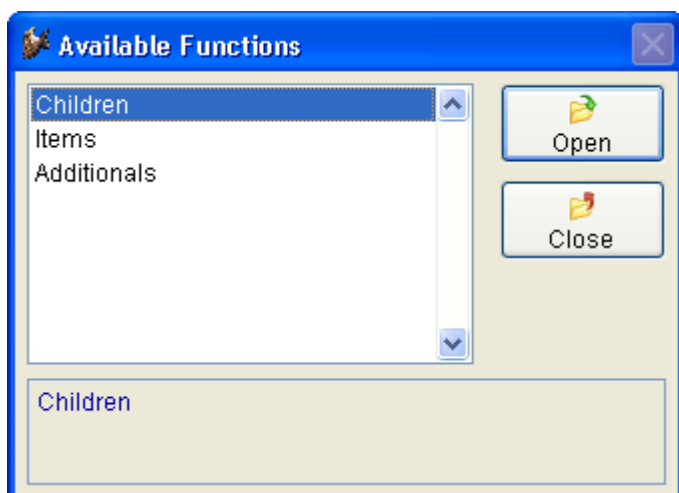 Available Functions
Children
Items
Additionals
Open
Close
Children